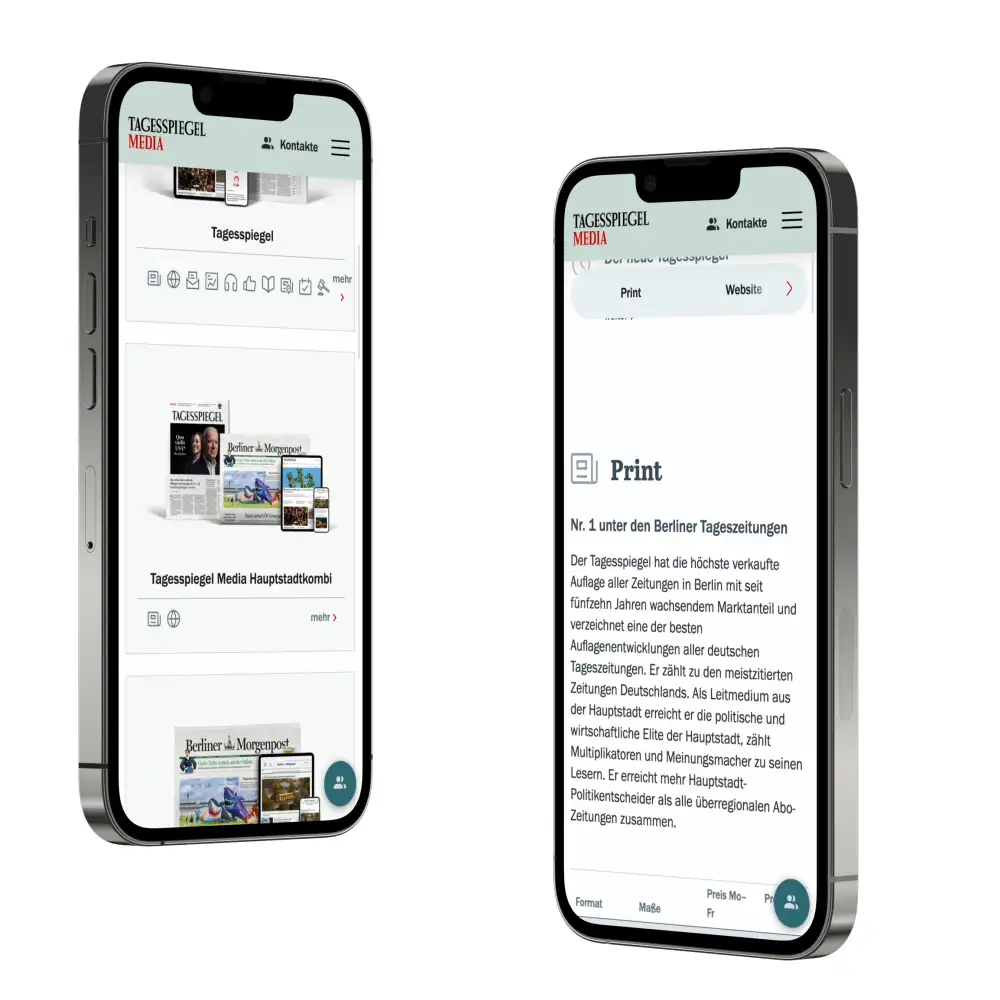 TAGESSPIEGEL
MEDIA
Kontakte
Tagesspiegel
mehr
TAGESSPIEGEL
Quo
vadis
USA?
Berliner Morgenpost
Tagesspiegel Media Hauptstadtkombi
mehr
Berliner Morgenpost
TAGESSPIEGEL
MEDIA
Kontakte
Der neue Tagesspiegel
Print
Website
Print
Nr. 1 unter den Berliner Tageszeitungen
Der Tagesspiegel hat die höchste verkaufte
Auflage aller Zeitungen in Berlin mit seit
fünfzehn Jahren wachsendem Marktanteil und
verzeichnet eine der besten
Auflagenentwicklungen aller deutschen
Tageszeitungen. Er zählt zu den meistzitierten
Zeitungen Deutschlands. Als Leitmedium aus
der Hauptstadt erreicht er die politische und
wirtschaftliche Elite der Hauptstadt, zählt
Multiplikatoren und Meinungsmacher zu seinen
Lesern. Er erreicht mehr Hauptstadt-
Politikentscheider als alle überregionalen Abo-
Zeitungen zusammen.
Format
Maße
Preis Mo–
Fr